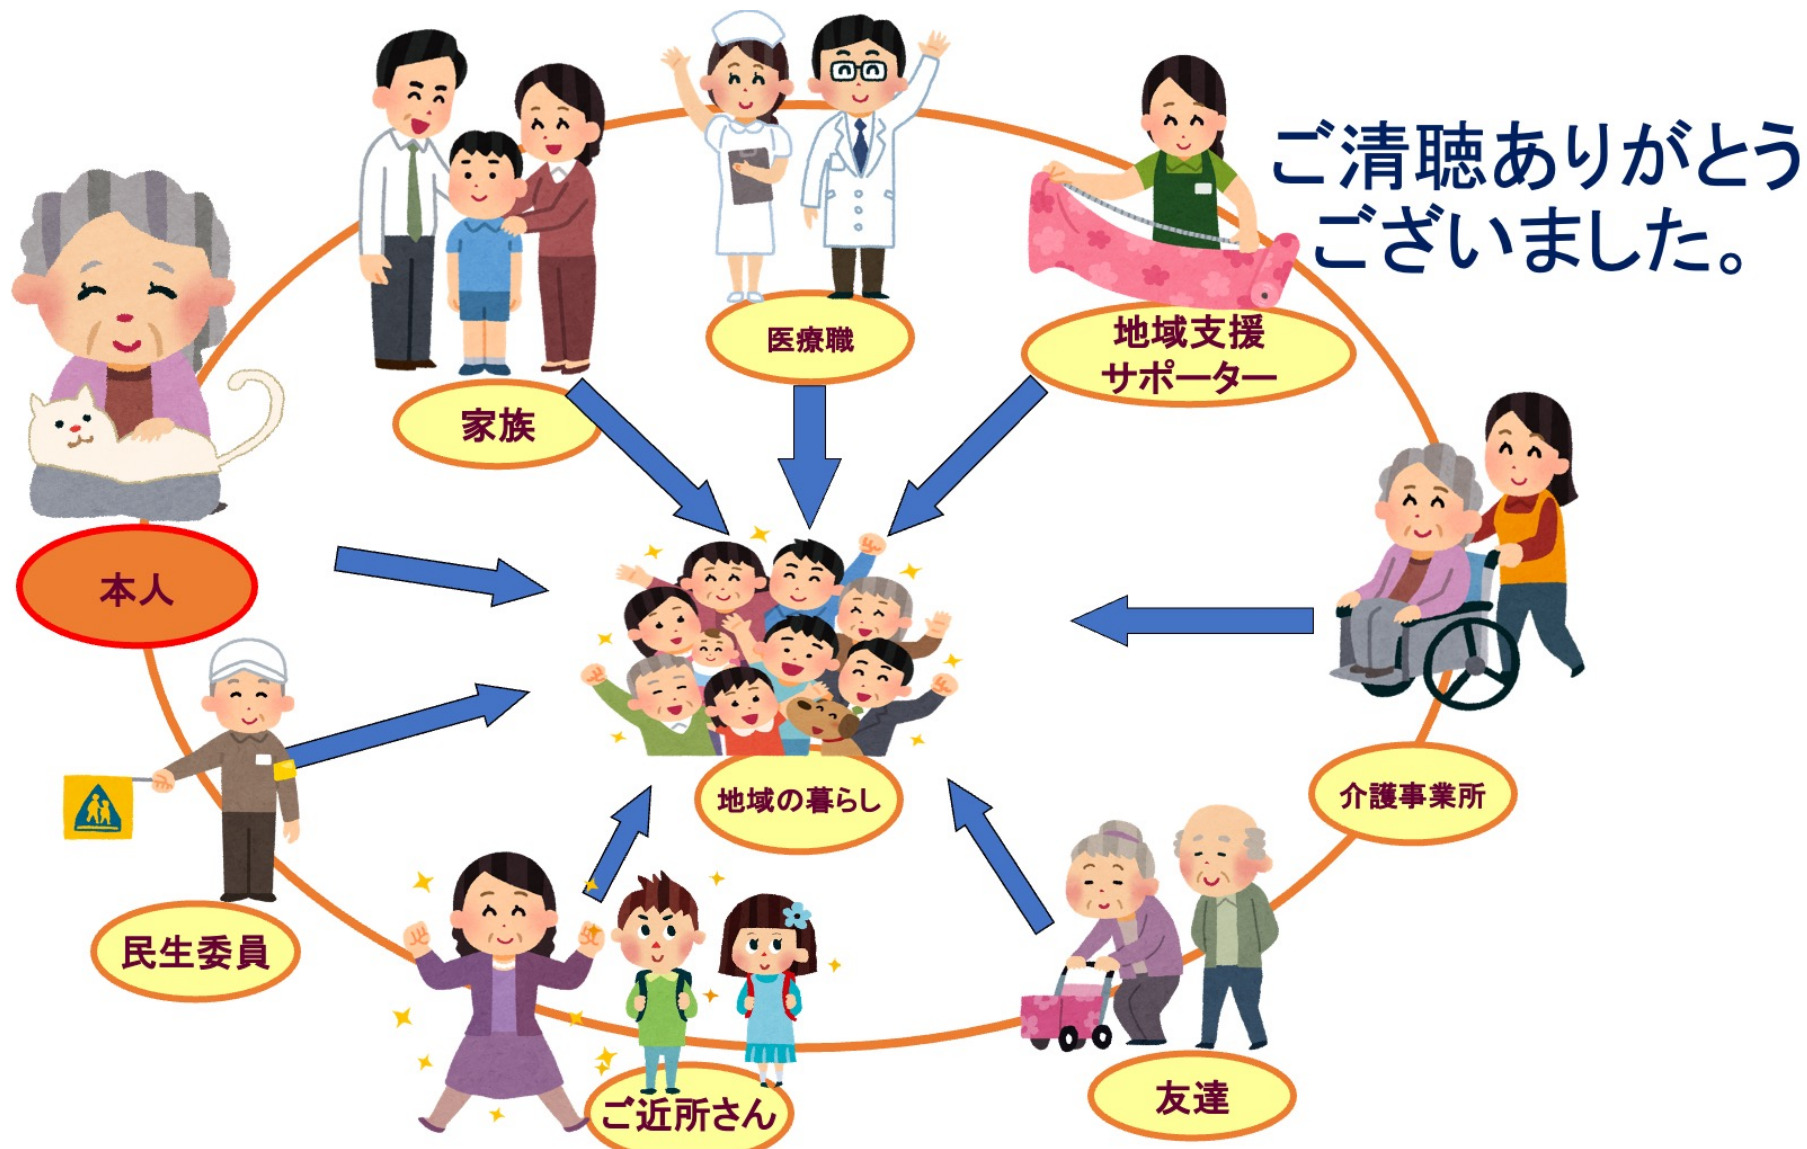 ご清聴ありがとう
ございました。
医療職
地域支援
サポーター
家族
本人
地域の暮らし
介護事業所
民生委員
友達
ご近所さん